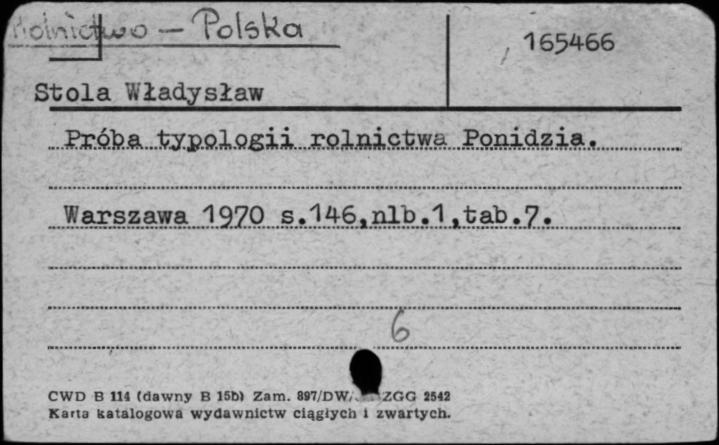 Rolnictwo — Polska
165466
Stola Władysław
Próba typologii rolnictwa Ponidzia.
Warszawa 1970 s.146,nlb.1,tab.7.
6
CWD B 114 (dawny B 15b) Zam. 897/DW/ ZGG 2542
Karta katalogowa wydawnictw ciągłych i zwartych.